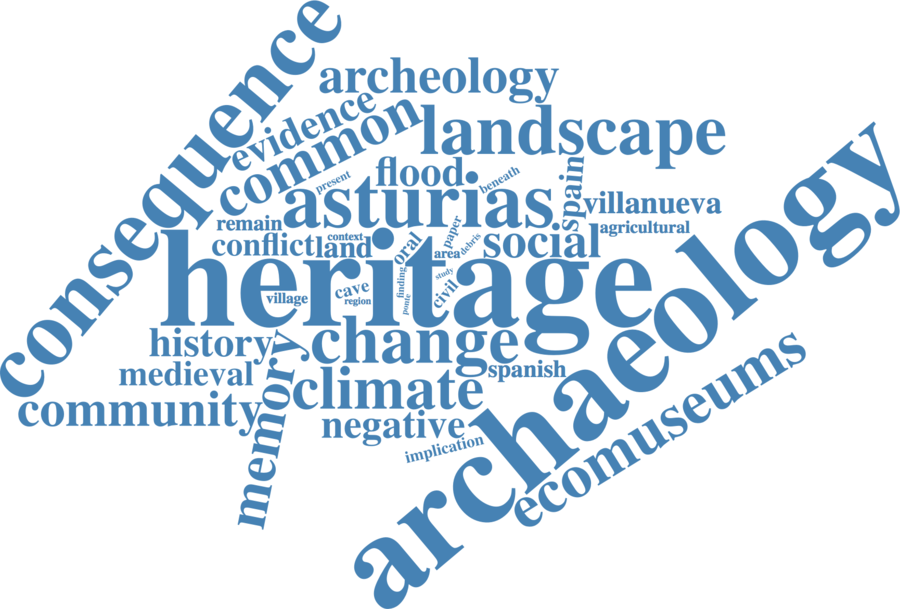 consequence
archeology
evidence
common
landscape
flood
present
beneath
asturias
spain
villanueva
remain
agricultural
conflict
context
land
oral
paper
area
debris
social
heritage
village
cave
region
finding
ponte
study
civil
archaeology
history
change
medieval
memory
climate
spanish
community
negative
implication
ecomuseums